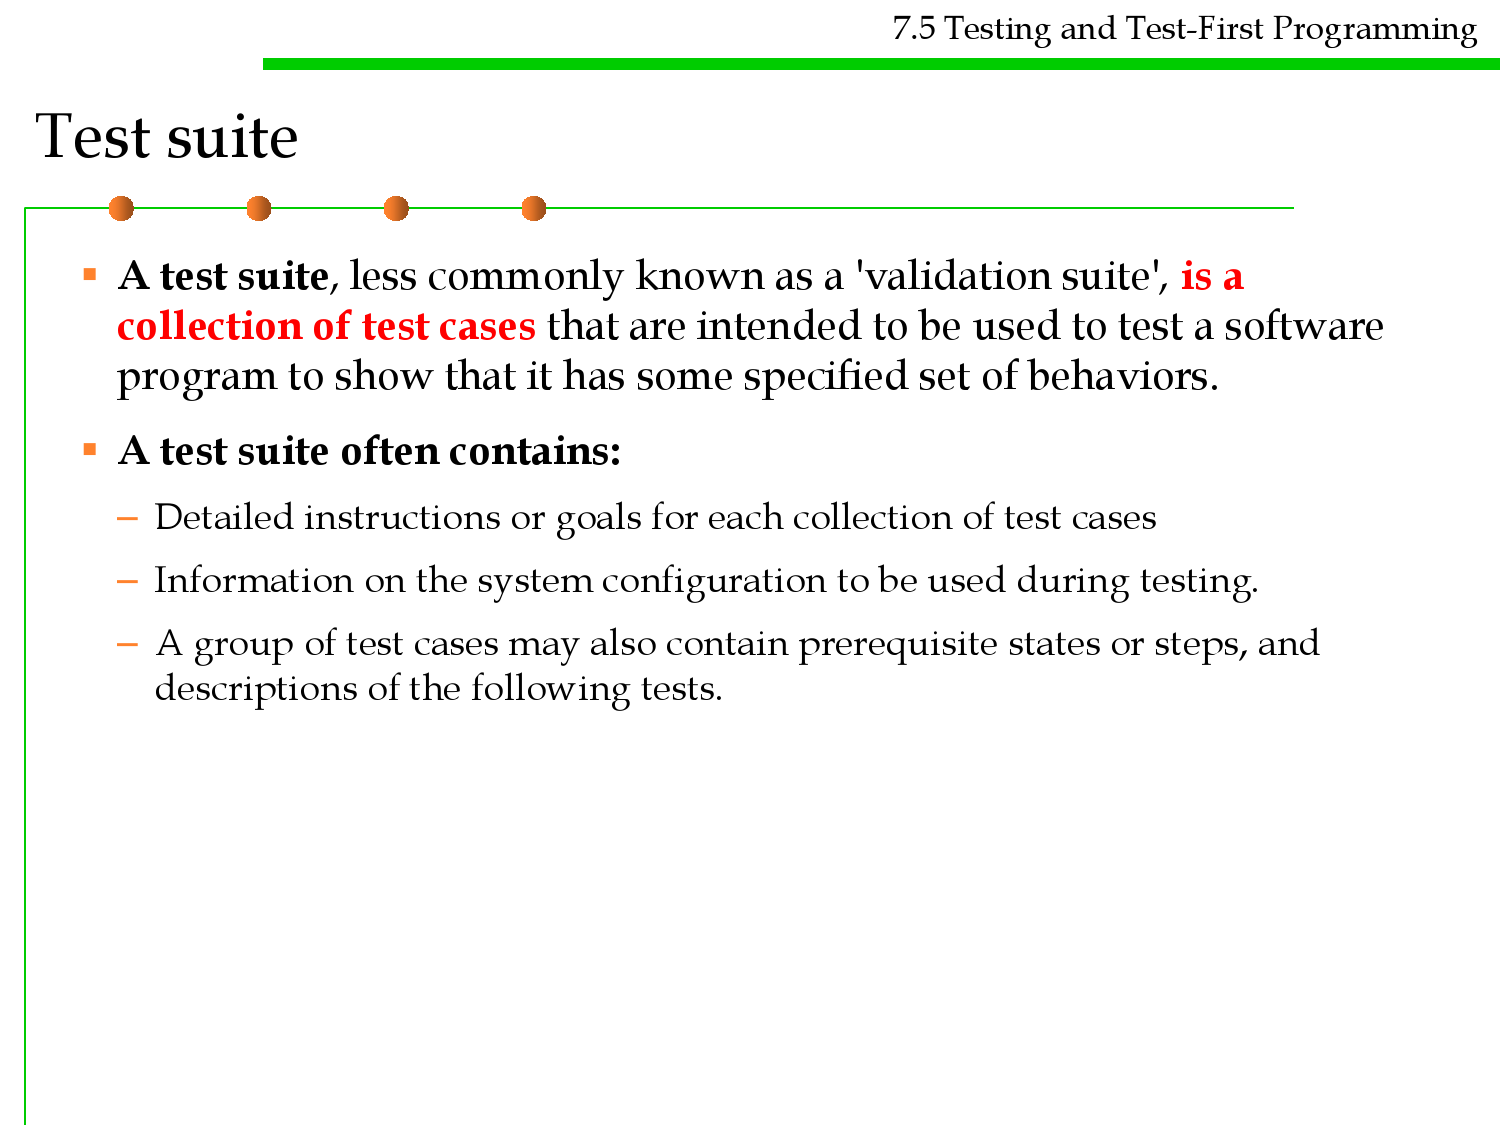 7.5 Testing and Test-First Programming
Test suite
▪ A test suite, less commonly known as a 'validation suite', is a
collection of test cases that are intended to be used to test a software
program to show that it has some specified set of behaviors.
▪ A test suite often contains:
– Detailed instructions or goals for each collection of test cases
– Information on the system configuration to be used during testing.
– A group of test cases may also contain prerequisite states or steps, and
descriptions of the following tests.